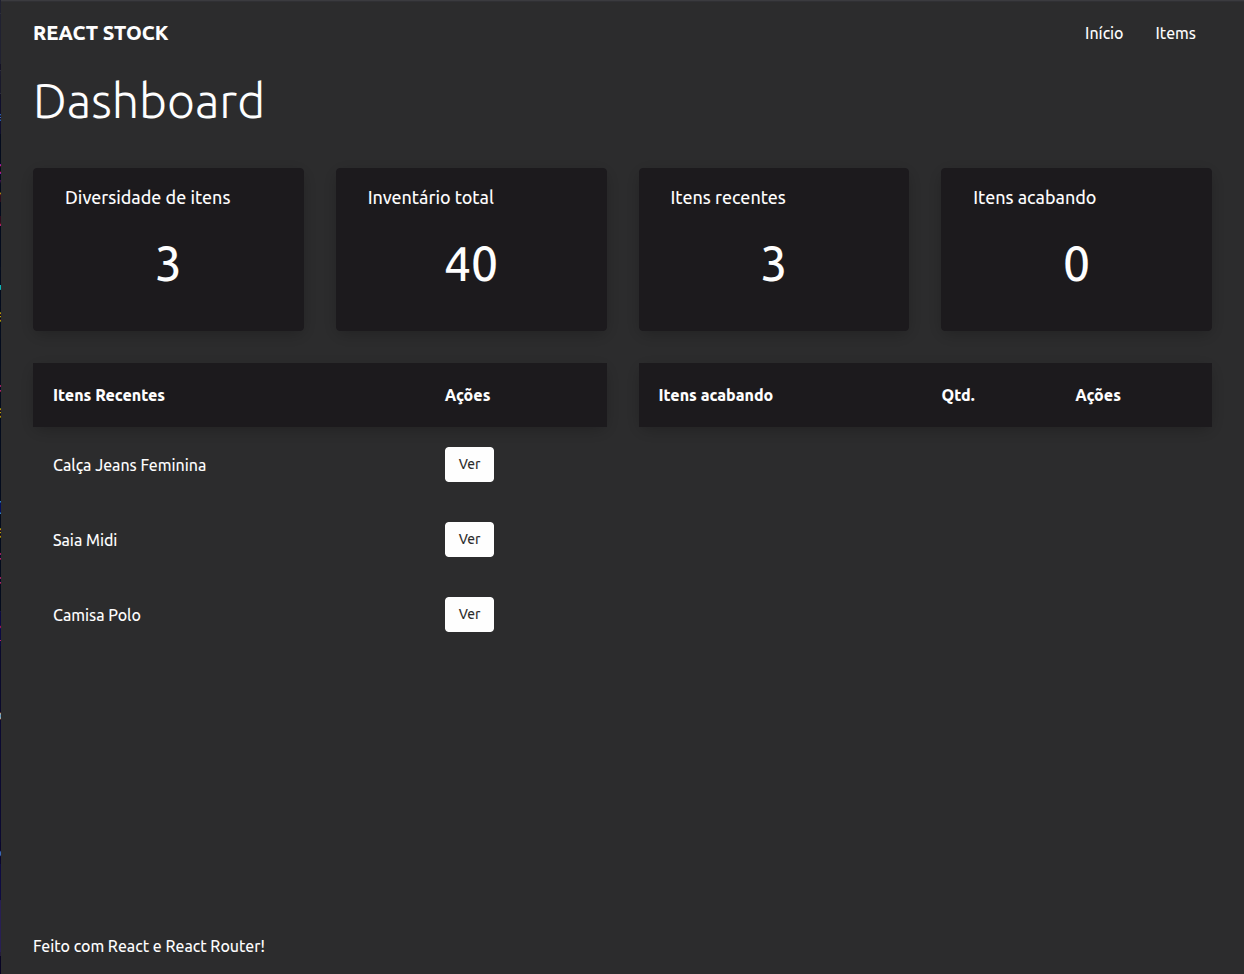 REACT STOCK Início Items
Dashboard
Diversidade de itens Inventário total Itens recentes Itens acabando
3 40 3 0
Itens Recentes Ações Itens acabando Qtd. Ações
Calça Jeans Feminina Ver
Saia Midi Ver
Camisa Polo Ver
Feito com React e React Router!